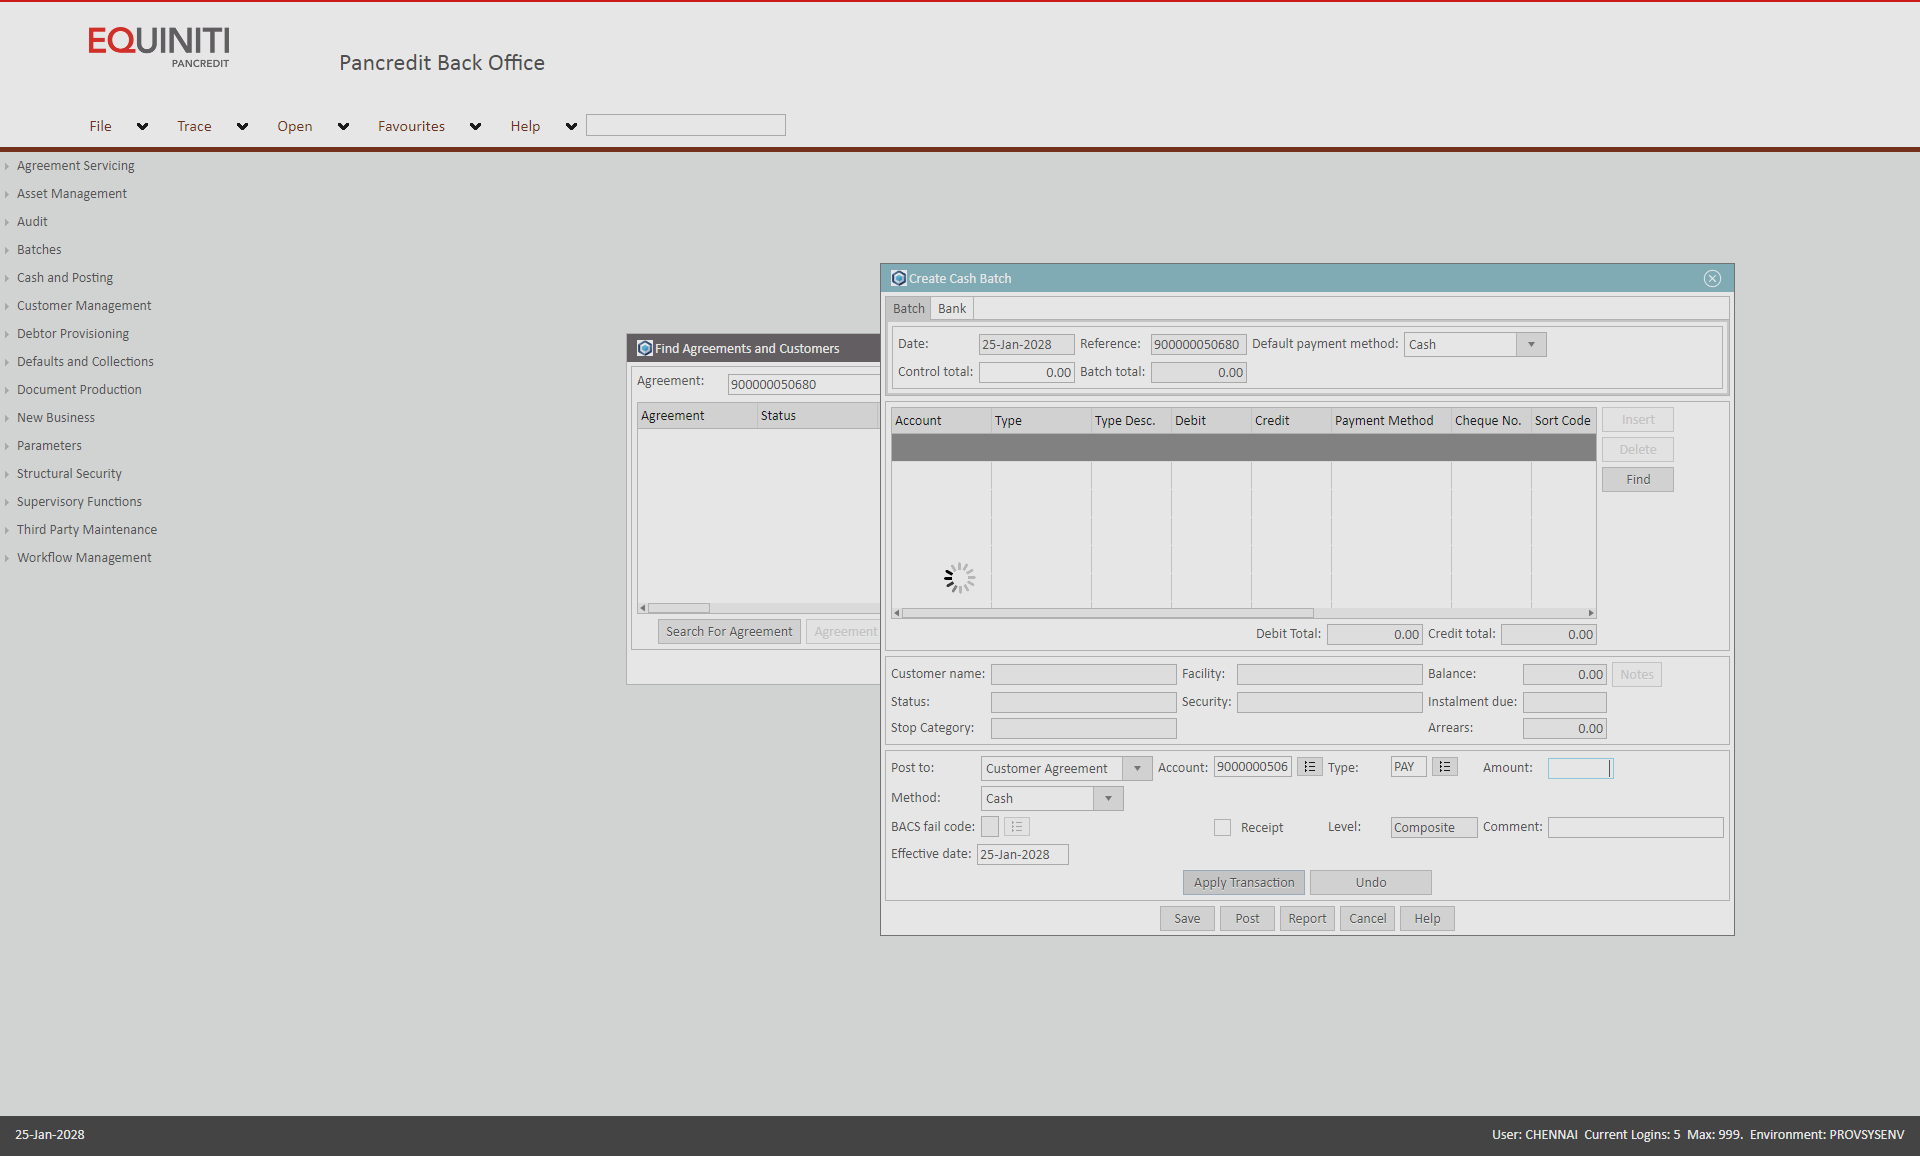 EQUINITI
PANCREDIT
Pancredit Back Office
File Trace Open Favourites Help
Agreement Servicing
Asset Management
Audit
Batches
Cash and Posting
Customer Management
Debtor Provisioning
Defaults and Collections
Document Production
New Business
Parameters
Structural Security
Supervisory Functions
Third Party Maintenance
Workflow Management
Find Agreements and Customers
Agreement: 900000050680
Agreement Status
Search For Agreement Agreement
Create Cash Batch
Batch Bank
Date: 25-Jan-2028 Reference: 900000050680 Default payment method: Cash
Control total: 0.00 Batch total: 0.00
Account Type Type Desc. Debit Credit Payment Method Cheque No. Sort Code
Insert
Delete
Find
Debit Total: 0.00 Credit total: 0.00
Customer name: Facility: Balance: 0.00 Notes
Status: Security: Instalment due:
Stop Category: Arrears: 0.00
Post to: Customer Agreement Account: 9000000506 Type: PAY Amount:
Method: Cash
BACS fail code: Receipt Level: Composite Comment:
Effective date: 25-Jan-2028
Apply Transaction Undo
Save Post Report Cancel Help
25-Jan-2028
User: CHENNAI Current Logins: 5 Max: 999. Environment: PROVSYSENV